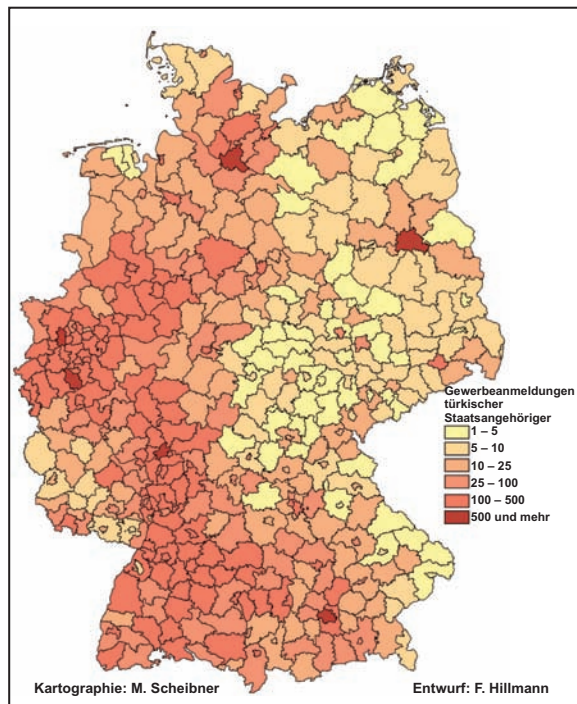 Gewerbeanmeldungen
türkischer
Staatsangehöriger
1 – 5
5 – 10
10 – 25
25 – 100
100 – 500
500 und mehr
Kartographie: M. Scheibner
Entwurf: F. Hillmann